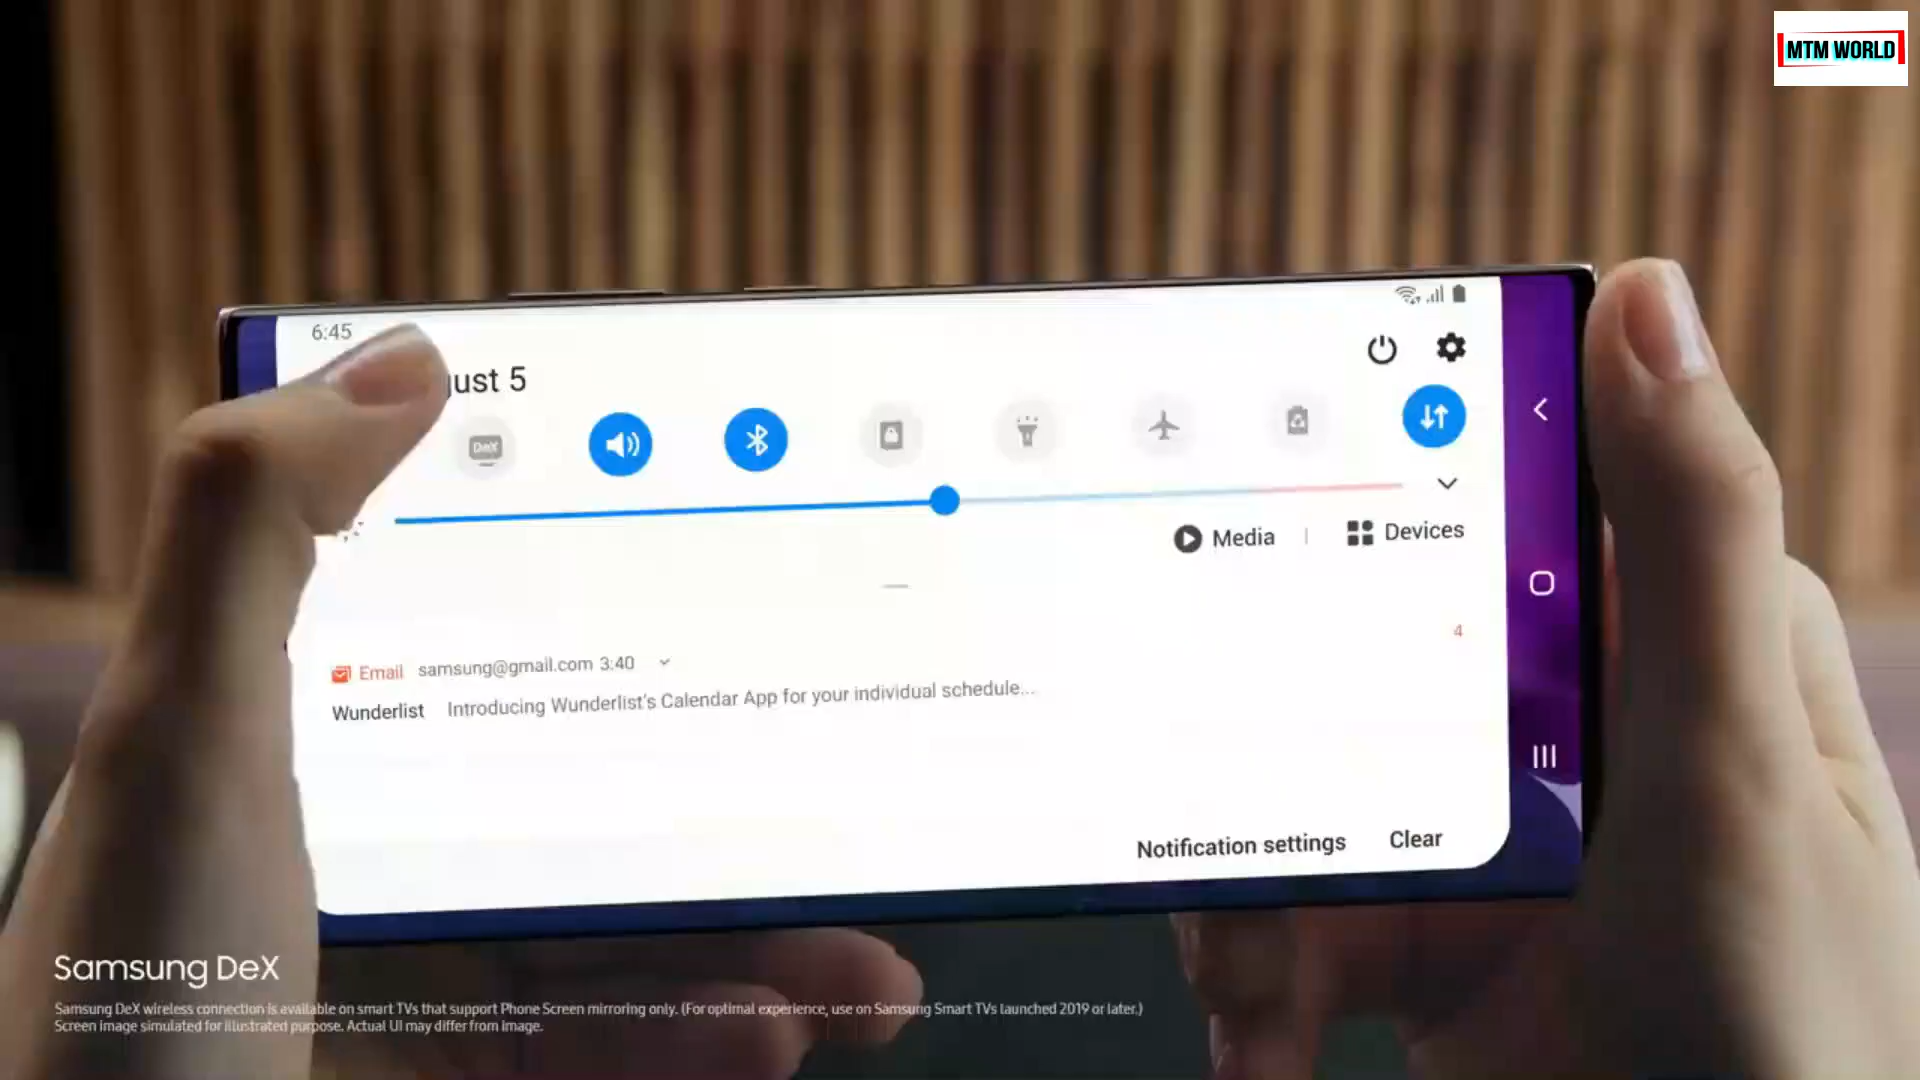 MTM WORLD
6:45
just 5
DeX
Media | Devices
4
Email samsung@gmail.com 3:40
Wunderlist Introducing Wunderlist's Calendar App for your individual schedule...
Notification settings Clear
Samsung DeX
Samsung DeX wireless connection is available on smart TVs that support Phone Screen mirroring only. (For optimal experience, use on Samsung Smart TVs launched 2019 or later.)
Screen image simulated for illustrated purpose. Actual UI may differ from image.